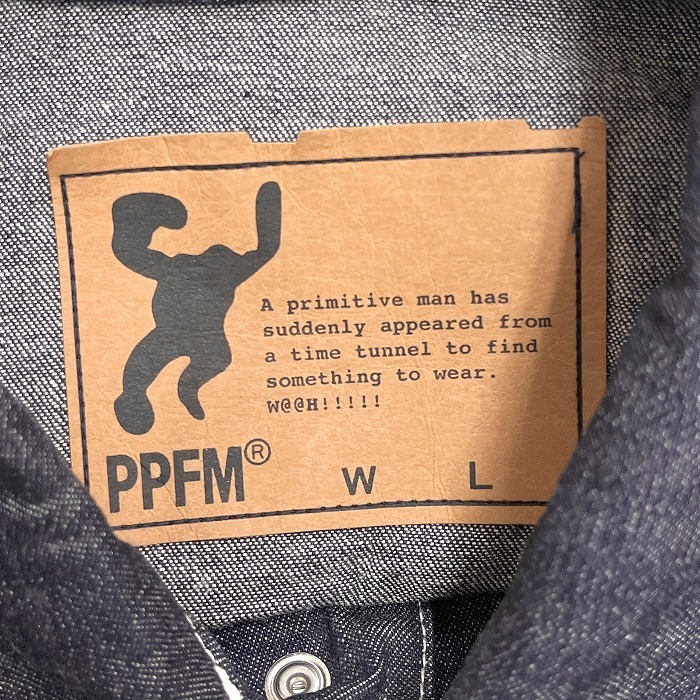 A primitive man has
suddenly appeared from
a time tunnel to find
something to wear.
W@@H!!!!!
PPFM®
W L